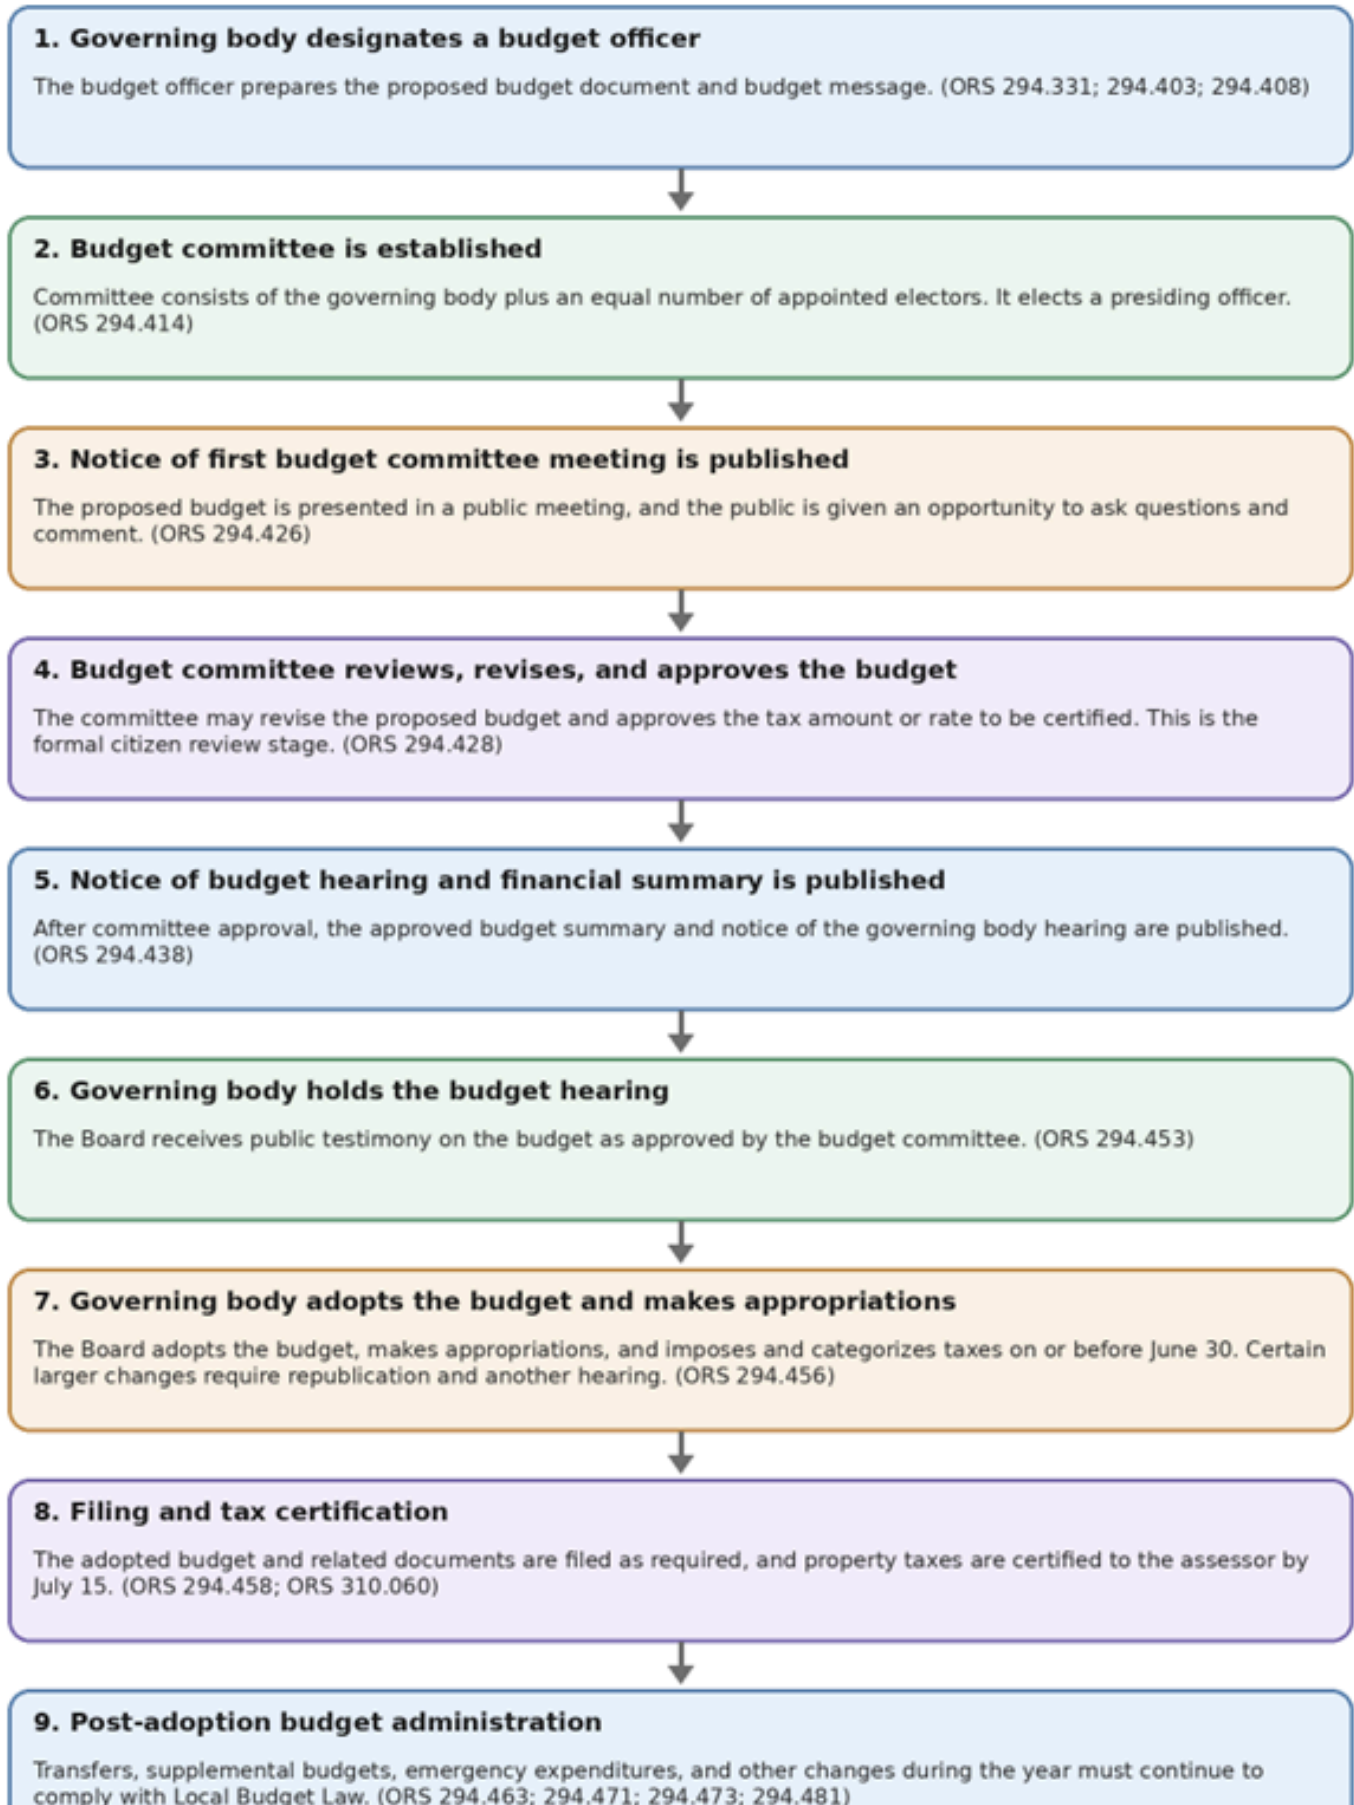 1. Governing body designates a budget officer
The budget officer prepares the proposed budget document and budget message. (ORS 294.331; 294.403; 294.408)
2. Budget committee is established
Committee consists of the governing body plus an equal number of appointed electors. It elects a presiding officer.
(ORS 294.414)
3. Notice of first budget committee meeting is published
The proposed budget is presented in a public meeting, and the public is given an opportunity to ask questions and
comment. (ORS 294.426)
4. Budget committee reviews, revises, and approves the budget
The committee may revise the proposed budget and approves the tax amount or rate to be certified. This is the
formal citizen review stage. (ORS 294.428)
5. Notice of budget hearing and financial summary is published
After committee approval, the approved budget summary and notice of the governing body hearing are published.
(ORS 294.438)
6. Governing body holds the budget hearing
The Board receives public testimony on the budget as approved by the budget committee. (ORS 294.453)
7. Governing body adopts the budget and makes appropriations
The Board adopts the budget, makes appropriations, and imposes and categorizes taxes on or before June 30. Certain
larger changes require republication and another hearing. (ORS 294.456)
8. Filing and tax certification
The adopted budget and related documents are filed as required, and property taxes are certified to the assessor by
July 15. (ORS 294.458; ORS 310.060)
9. Post-adoption budget administration
Transfers, supplemental budgets, emergency expenditures, and other changes during the year must continue to
comply with Local Budget Law. (ORS 294.463; 294.471; 294.473; 294.481)